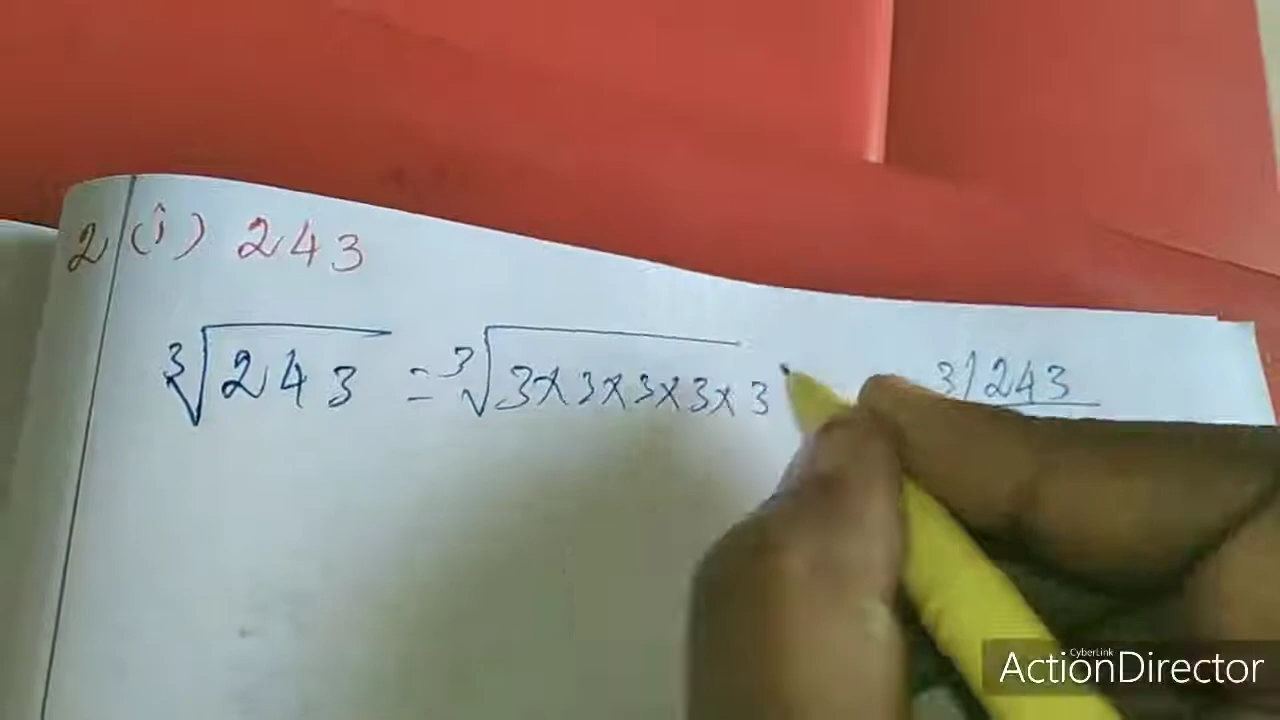 2 (i) 243
∛243 = ∛3×3×3×3×3
3|243
CyberLink
ActionDirector